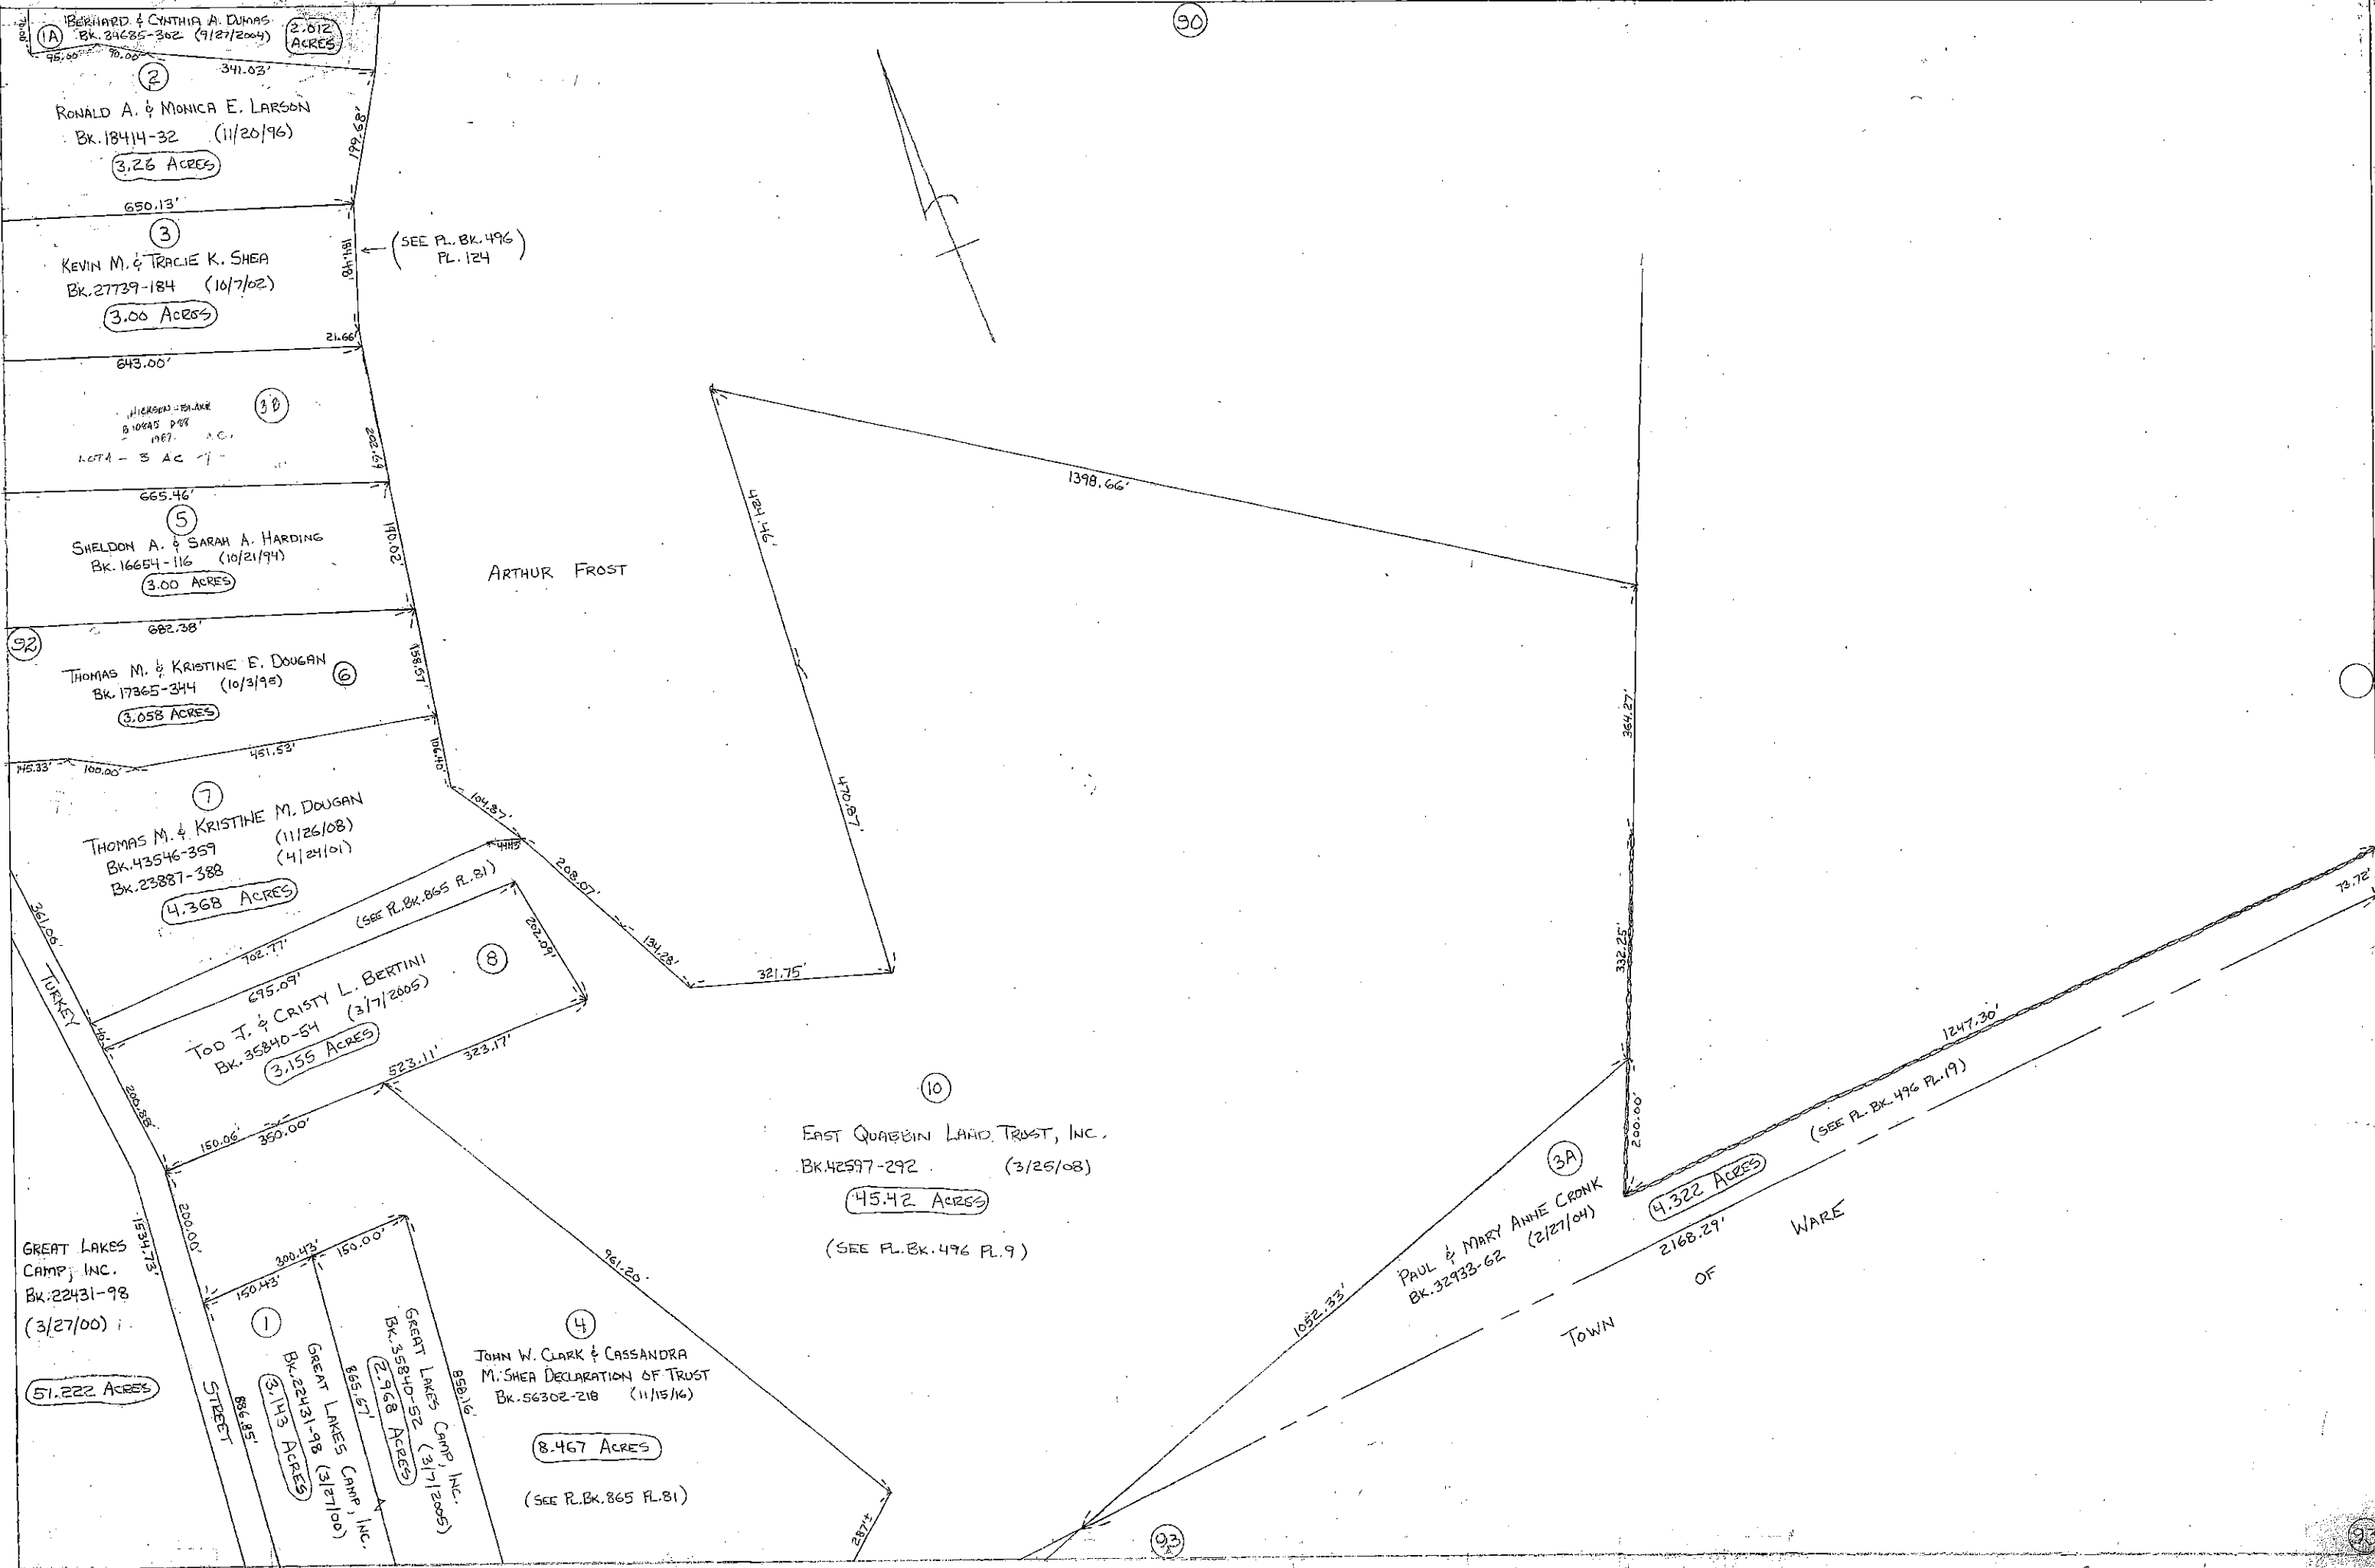 90
BERNARD & CYNTHIA A. DUMAS
1A BK. 34685-302 (9/27/2004)
2.012 ACRES
95.00' 90.00'
341.03'
2
RONALD A. & MONICA E. LARSON
BK. 18414-32 (11/20/96)
3.26 ACRES
199.68'
650.13'
3
KEVIN M. & TRACIE K. SHEA
BK. 27739-184 (10/7/02)
3.00 ACRES
181.48'
(SEE PL. BK. 496
PL. 124)
21.66'
643.00'
LOT A - 3 AC
202.69
665.46'
5
SHELDON A. & SARAH A. HARDING
BK. 16654-116 (10/21/94)
3.00 ACRES
190.02'
682.38'
92
THOMAS M. & KRISTINE E. DOUGAN
BK. 17365-344 (10/3/95)
6
3.058 ACRES
158.57'
145.33' 100.00' 451.53'
106.40'
7
THOMAS M. & KRISTINE M. DOUGAN
BK. 43546-359 (11/26/08)
BK. 23887-388 (4/24/01)
4.368 ACRES
361.06'
104.87'
208.07'
134.28'
321.75'
ARTHUR FROST
424.46'
470.87'
1398.66'
364.27'
332.25'
200.00'
702.77'
(SEE PL. BK. 865 PL. 81)
695.09'
40'
TOD J. & CRISTY L. BERTINI
BK. 35840-54 (3/7/2005)
3.155 ACRES
8
202.09'
200.88'
523.11'
323.17'
150.06'
350.00'
TURKEY
STREET
1534.73'
200.00'
886.85'
GREAT LAKES
CAMP, INC.
BK. 22431-98
(3/27/00)
51.222 ACRES
300.43'
150.43'
150.00'
1
GREAT LAKES CAMP, INC.
BK. 22431-98 (3/27/00)
3.143 ACRES
865.67'
GREAT LAKES CAMP, INC.
BK. 35840-52 (3/7/2005)
2.968 ACRES
858.16'
961.20
4
JOHN W. CLARK & CASSANDRA
M. SHEA DECLARATION OF TRUST
BK. 56302-218 (11/15/16)
8.467 ACRES
(SEE PL. BK. 865 PL. 81)
287'±
10
EAST QUABBIN LAND TRUST, INC.
BK. 42597-292 (3/25/08)
45.42 ACRES
(SEE PL. BK. 496 PL. 9)
1052.33'
3A
PAUL & MARY ANNE CRONK
BK. 32933-62 (2/27/04)
4.322 ACRES
1247.30'
(SEE PL. BK. 496 PL. 19)
73.72'
2168.29'
TOWN OF WARE
93